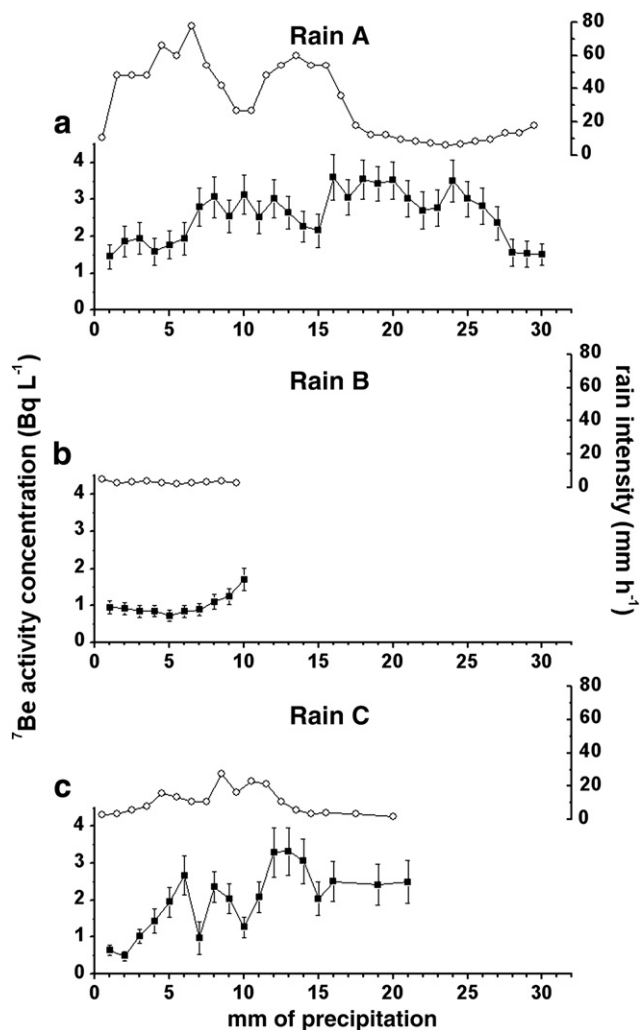 Rain A
80
60
40
20
0
a
4
3
2
1
0
0 5 10 15 20 25 30
Rain B
80
60
40
20
0
b
4
3
2
1
0
0 5 10 15 20 25 30
Rain C
80
60
40
20
0
c
4
3
2
1
0
0 5 10 15 20 25 30
mm of precipitation
⁷Be activity concentration (Bq L⁻¹)
rain intensity (mm h⁻¹)